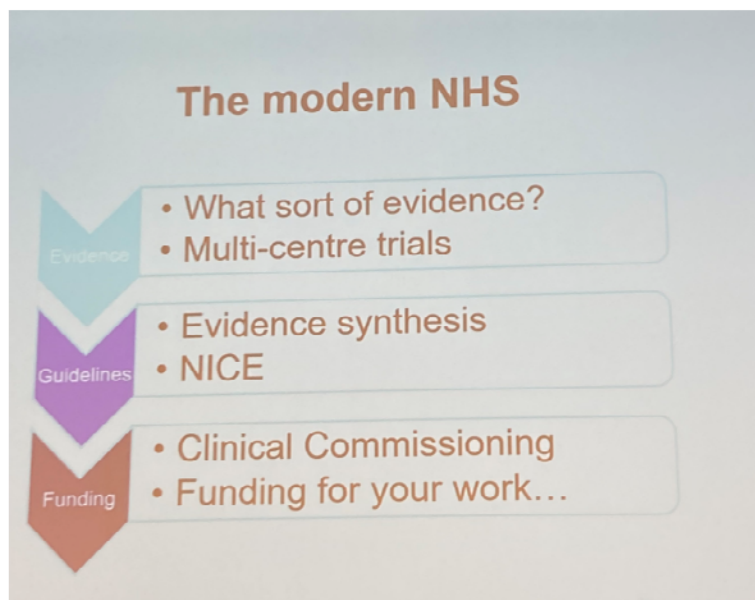 The modern NHS
Evidence
• What sort of evidence?
• Multi-centre trials
Guidelines
• Evidence synthesis
• NICE
Funding
• Clinical Commissioning
• Funding for your work…